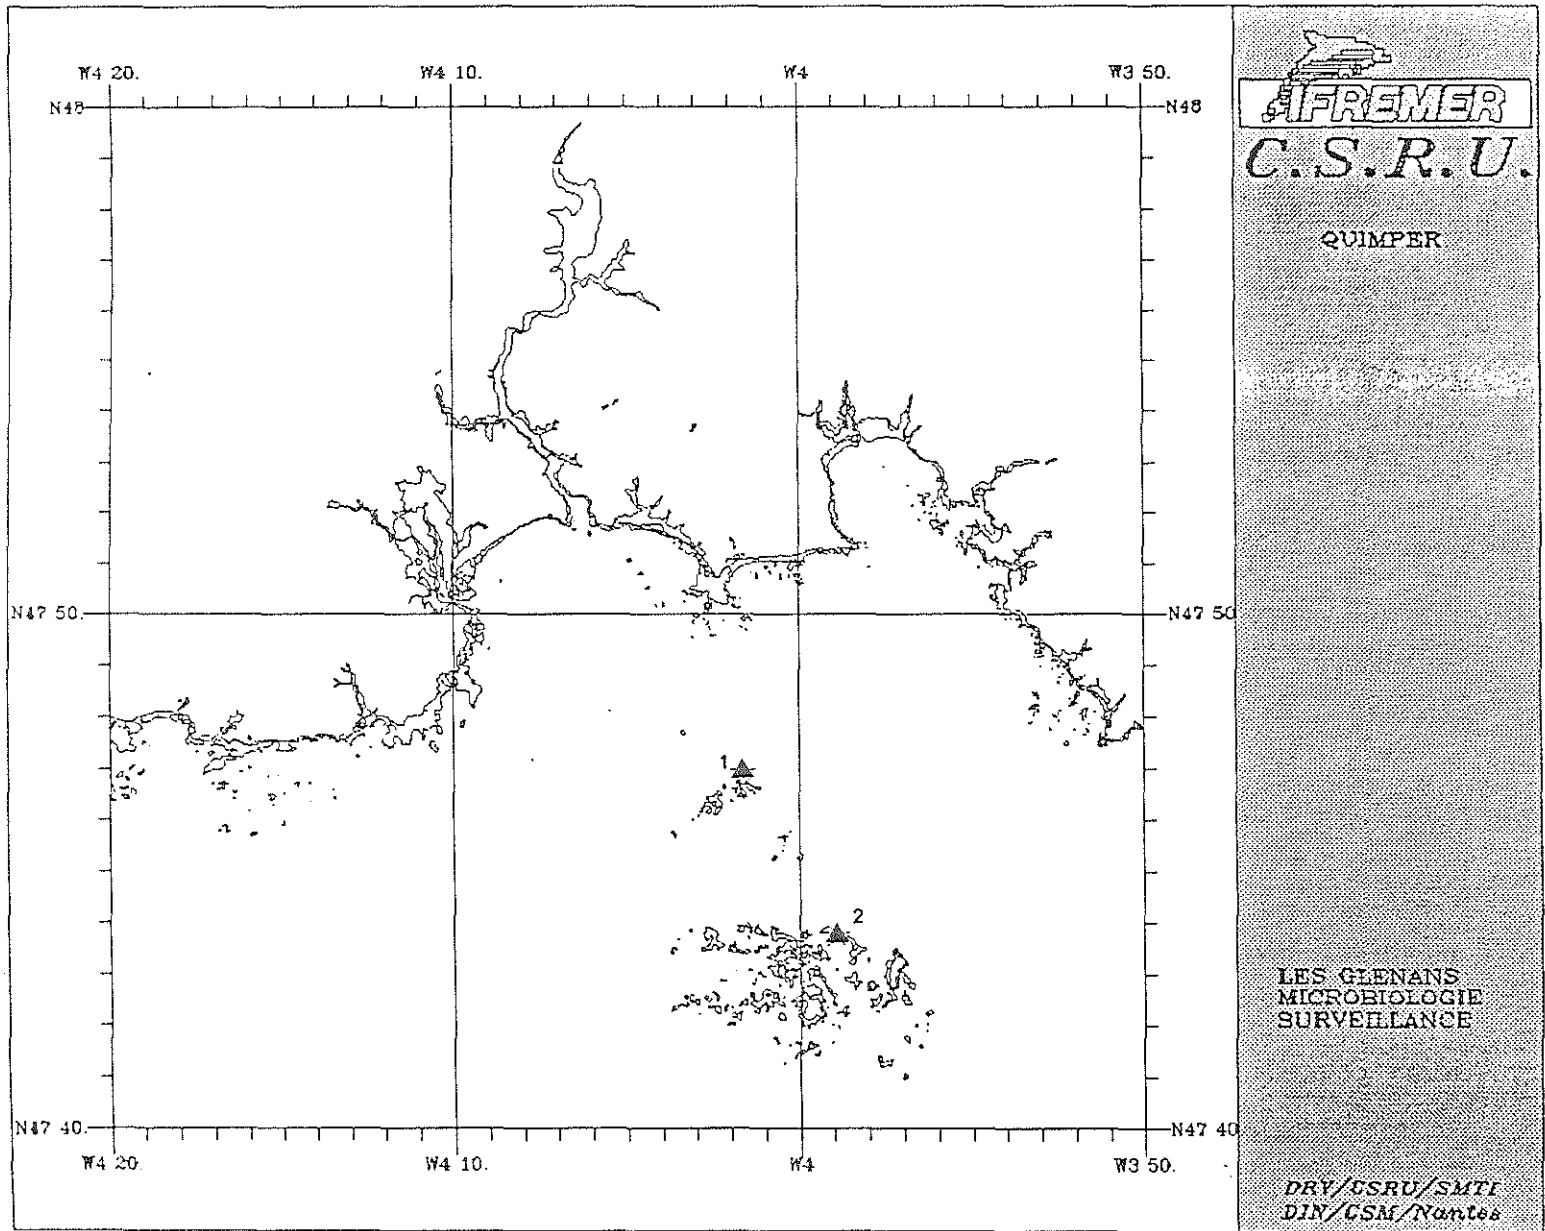 W4 20.
W4 10.
W4
W3 50.
N48
N48
N47 50.
N47 50
1
2
N47 40.
N47 40
W4 20.
W4 10.
W4
W3 50.
IFREMER
C.S.R.U.
QUIMPER
LES GLENANS
MICROBIOLOGIE
SURVEILLANCE
DRV/CSRU/SMTI
DIN/CSM/Nantes